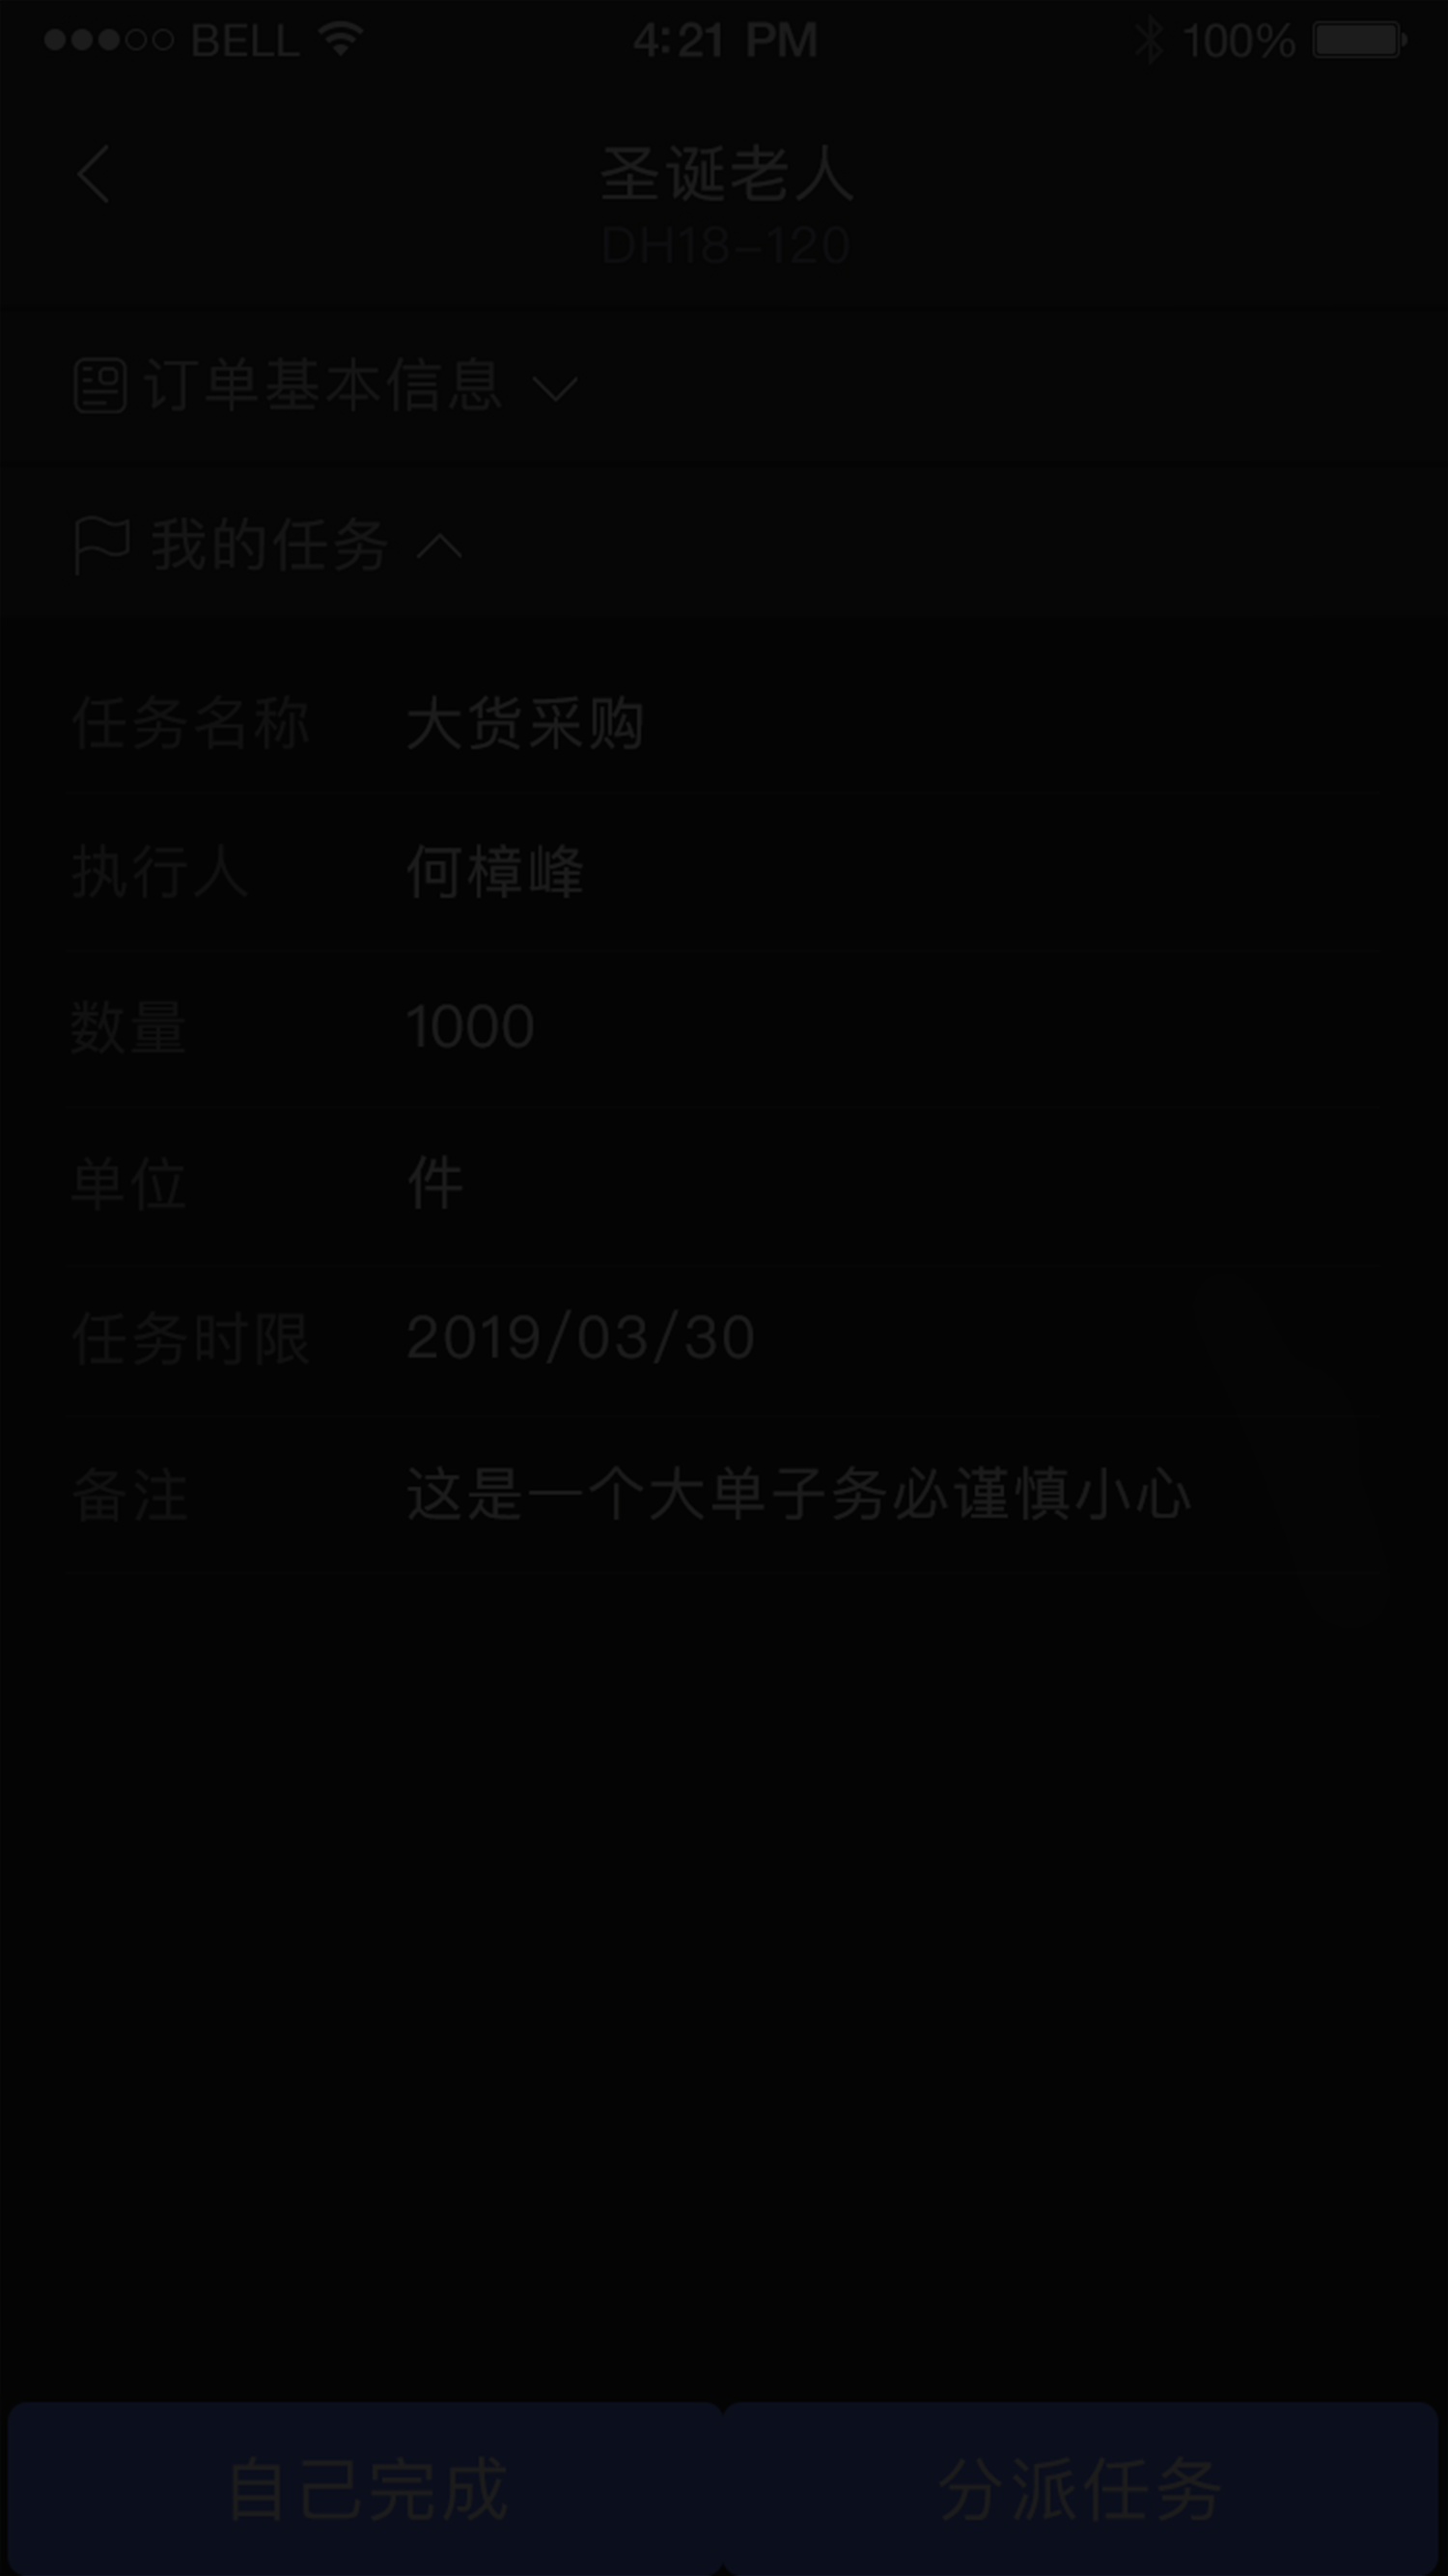 BELL 4:21 PM 100%
圣诞老人
DH18-120
订单基本信息
我的任务
任务名称 大货采购
执行人 何樟峰
数量 1000
单位 件
任务时限 2019/03/30
备注 这是一个大单子务必谨慎小心
自己完成 分派任务